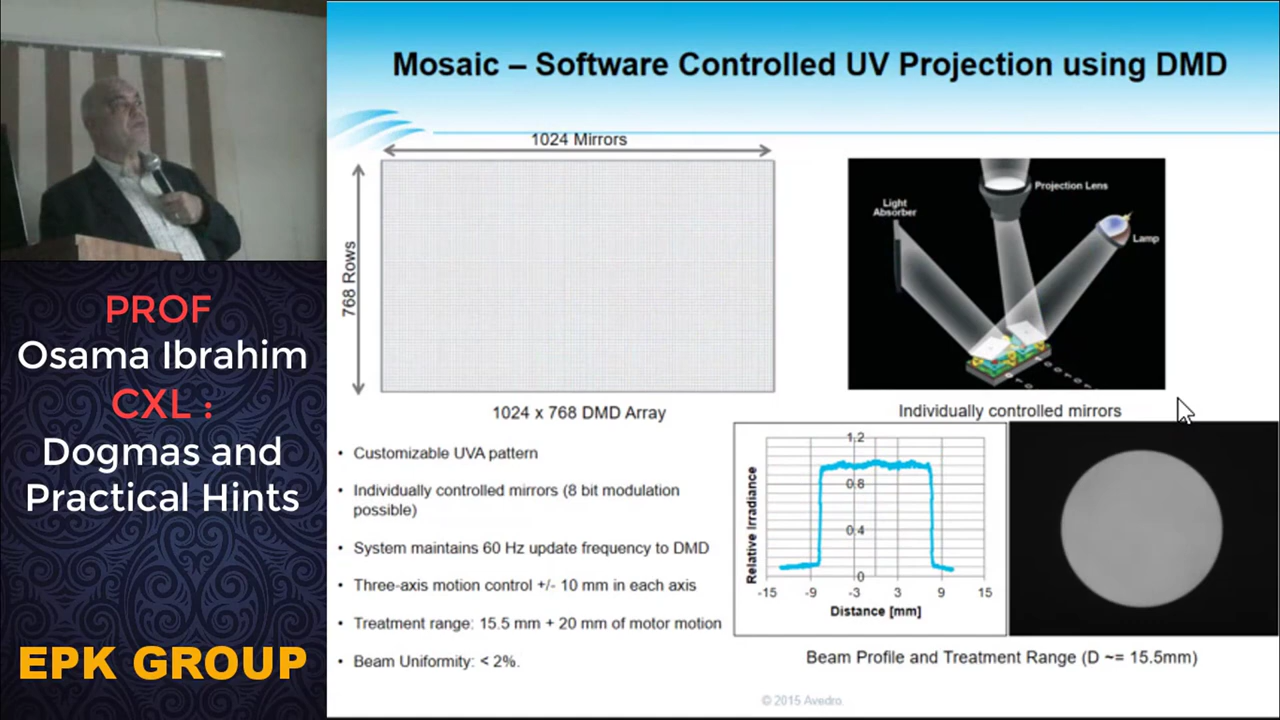 PROF
Osama Ibrahim
CXL :
Dogmas and
Practical Hints
EPK GROUP
Mosaic – Software Controlled UV Projection using DMD
1024 Mirrors
768 Rows
1024 x 768 DMD Array
Projection Lens
Light
Absorber
Lamp
Individually controlled mirrors
• Customizable UVA pattern
• Individually controlled mirrors (8 bit modulation
possible)
• System maintains 60 Hz update frequency to DMD
• Three-axis motion control +/- 10 mm in each axis
• Treatment range: 15.5 mm + 20 mm of motor motion
• Beam Uniformity: < 2%.
Relative Irradiance
1,2
0,8
0,4
0
-15 -9 -3 3 9 15
Distance [mm]
Beam Profile and Treatment Range (D ~= 15.5mm)
© 2015 Avedro.